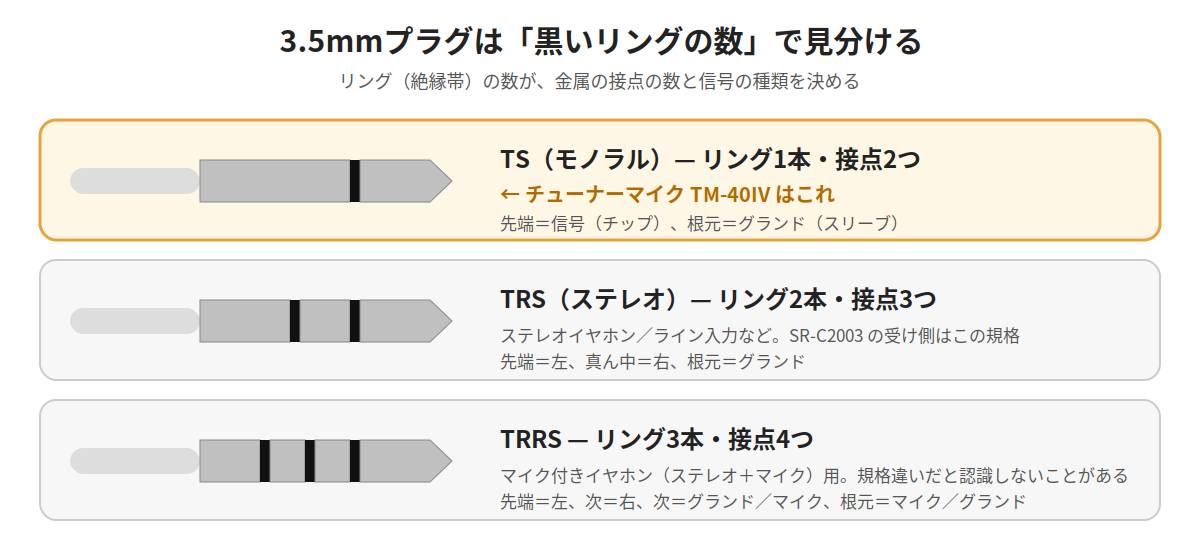 3.5mmプラグは「黒いリングの数」で見分ける
リング（絶縁帯）の数が、金属の接点の数と信号の種類を決める
TS（モノラル）— リング1本・接点2つ
← チューナーマイク TM-40IV はこれ
先端＝信号（チップ）、根元＝グランド（スリーブ）
TRS（ステレオ）— リング2本・接点3つ
ステレオイヤホン／ライン入力など。SR-C2003 の受け側はこの規格
先端＝左、真ん中＝右、根元＝グランド
TRRS — リング3本・接点4つ
マイク付きイヤホン（ステレオ＋マイク）用。規格違いだと認識しないことがある
先端＝左、次＝右、次＝グランド／マイク、根元＝マイク／グランド